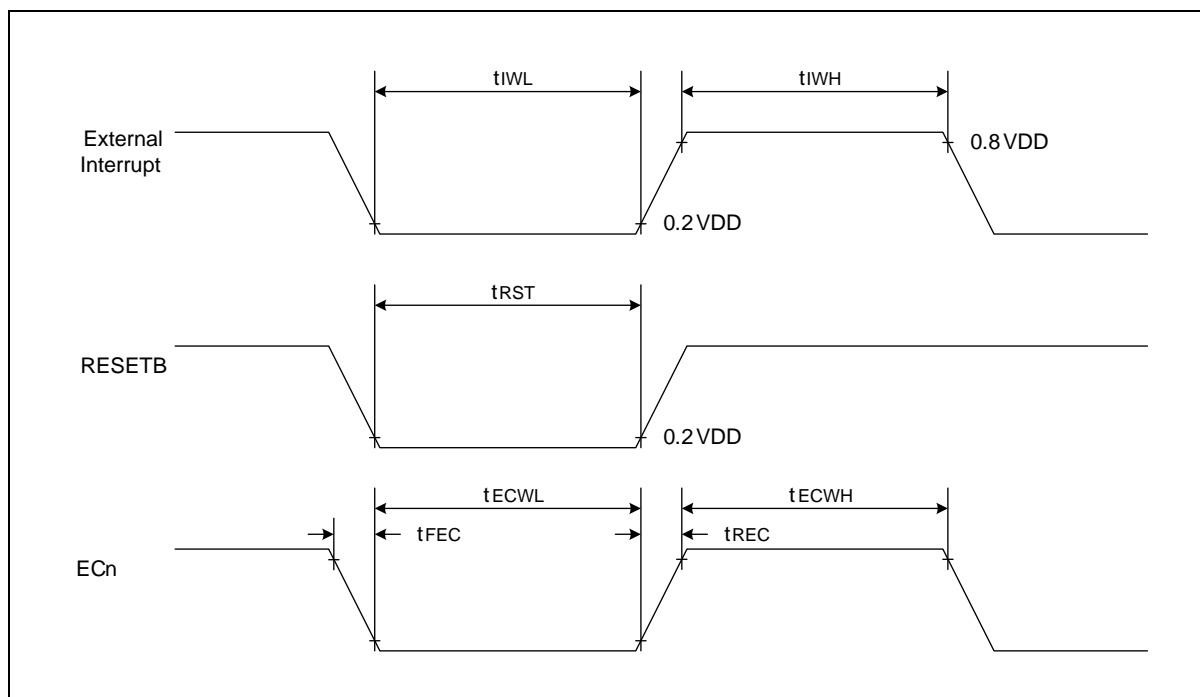 tIWL
tIWH
External
Interrupt
0.8 VDD
0.2 VDD
tRST
RESETB
0.2 VDD
tECWL
tECWH
tFEC
tREC
ECn